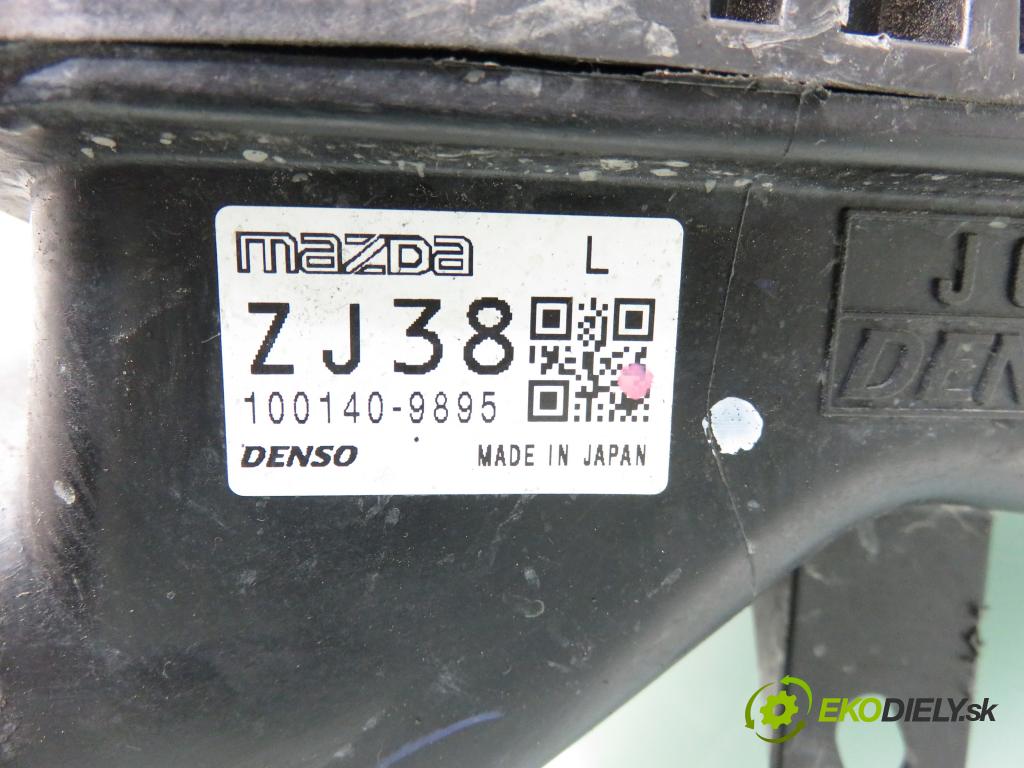 mazda L
ZJ38
100140-9895
DENSO MADE IN JAPAN
EKODIELY.sk